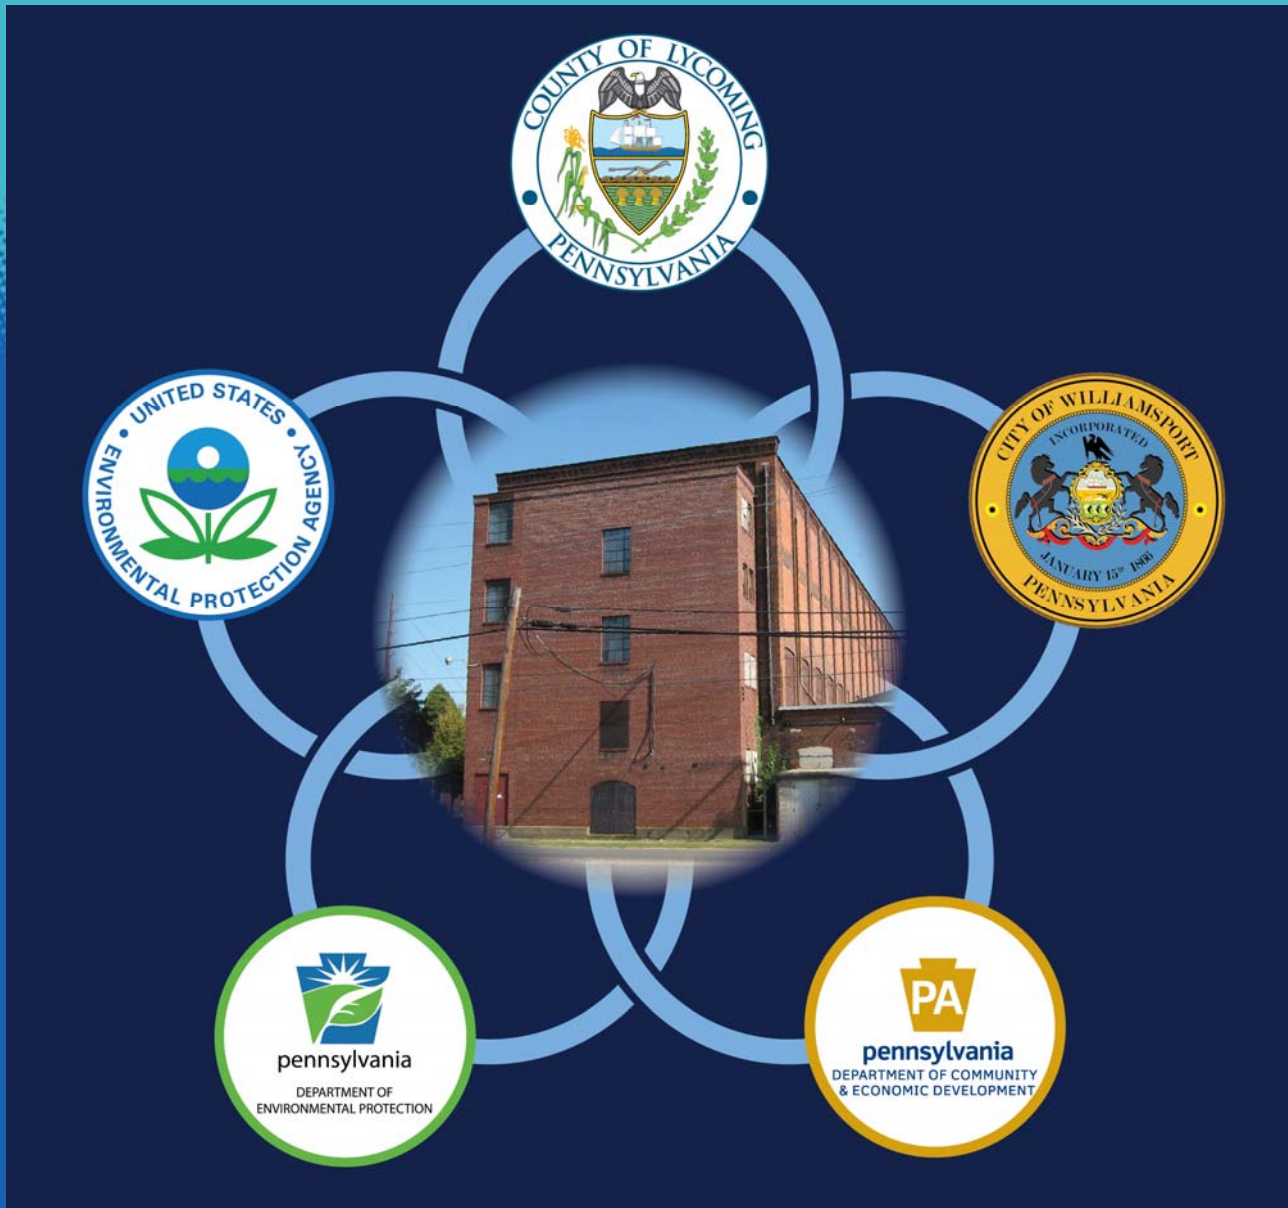 COUNTY OF LYCOMING
PENNSYLVANIA
UNITED STATES
ENVIRONMENTAL PROTECTION AGENCY
CITY OF WILLIAMSPORT
INCORPORATED
JANUARY 15TH 1866
PENNSYLVANIA
pennsylvania
DEPARTMENT OF
ENVIRONMENTAL PROTECTION
PA
pennsylvania
DEPARTMENT OF COMMUNITY
& ECONOMIC DEVELOPMENT